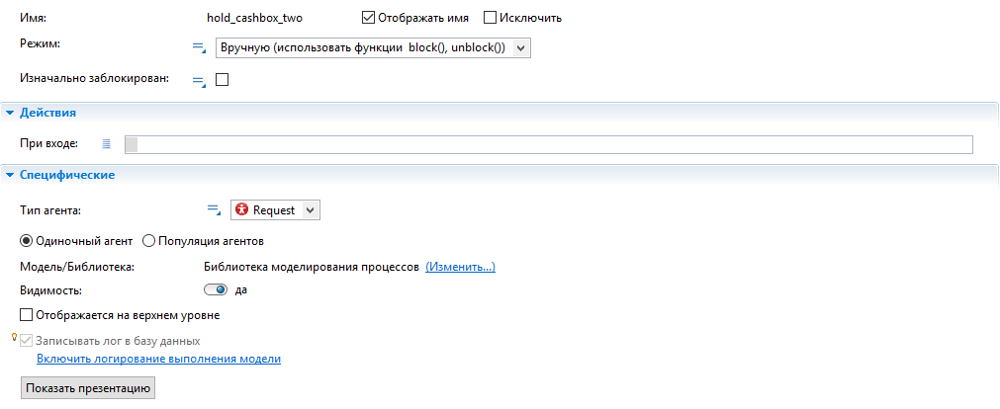 Имя: hold_cashbox_two Отображать имя Исключить
Режим: Вручную (использовать функции block(), unblock())
Изначально заблокирован:
Действия
При входе:
Специфические
Тип агента: Request
Одиночный агент Популяция агентов
Модель/Библиотека: Библиотека моделирования процессов (Изменить...)
Видимость: да
Отображается на верхнем уровне
Записывать лог в базу данных
Включить логирование выполнения модели
Показать презентацию